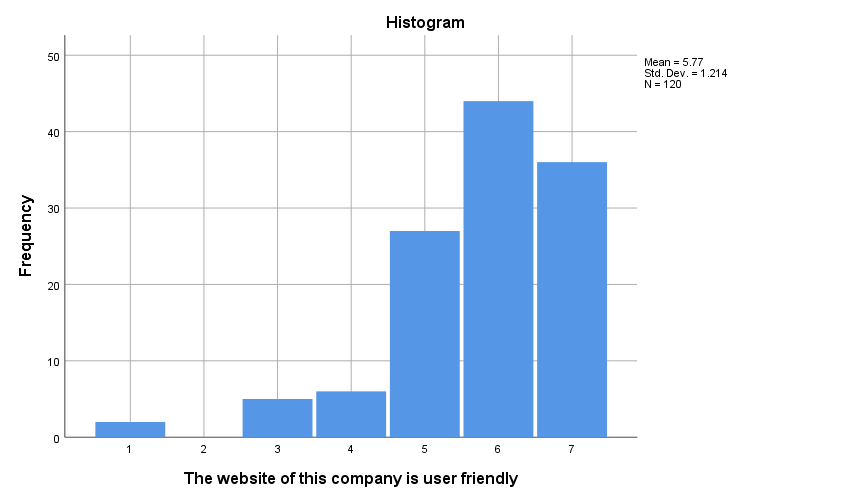 Histogram
50
40
30
20
10
0
Frequency
1 2 3 4 5 6 7
The website of this company is user friendly
Mean = 5.77
Std. Dev. = 1.214
N = 120